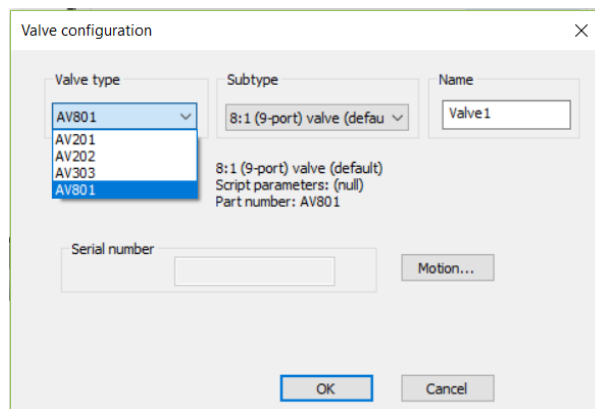 Valve configuration
Valve type
Subtype
Name
AV801
8:1 (9-port) valve (defau
Valve1
AV201
AV202
AV303
AV801
8:1 (9-port) valve (default)
Script parameters: (null)
Part number: AV801
Serial number
Motion...
OK
Cancel